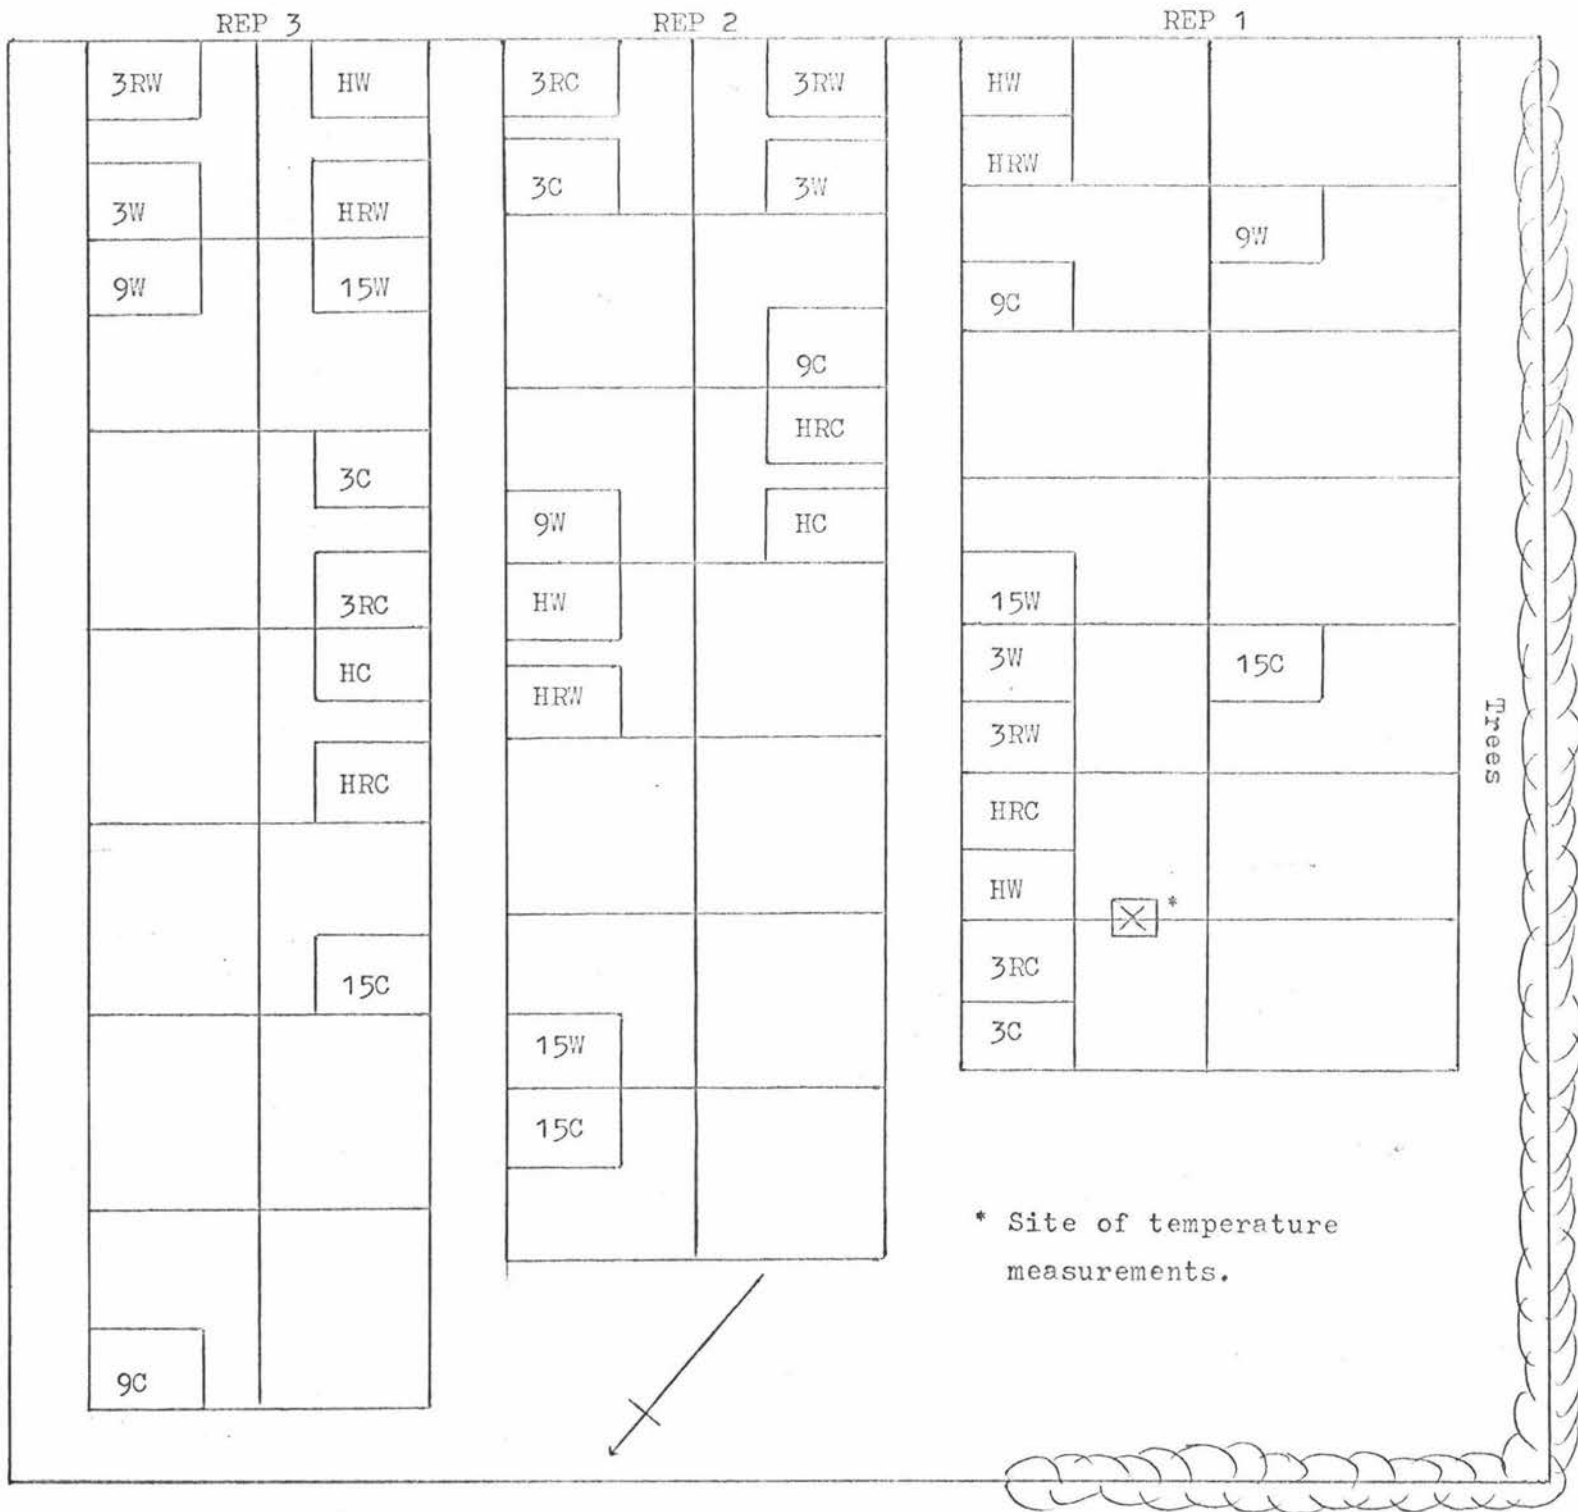 REP 3
REP 2
REP 1
3RW
HW
3W
HRW
9W
15W
3C
3RC
HC
HRC
15C
9C
3RC
3RW
3C
3W
9C
HRC
9W
HC
HW
HRW
15W
15C
HW
HRW
9W
9C
15W
3W
15C
3RW
HRC
HW
*
3RC
3C
Trees
* Site of temperature
measurements.